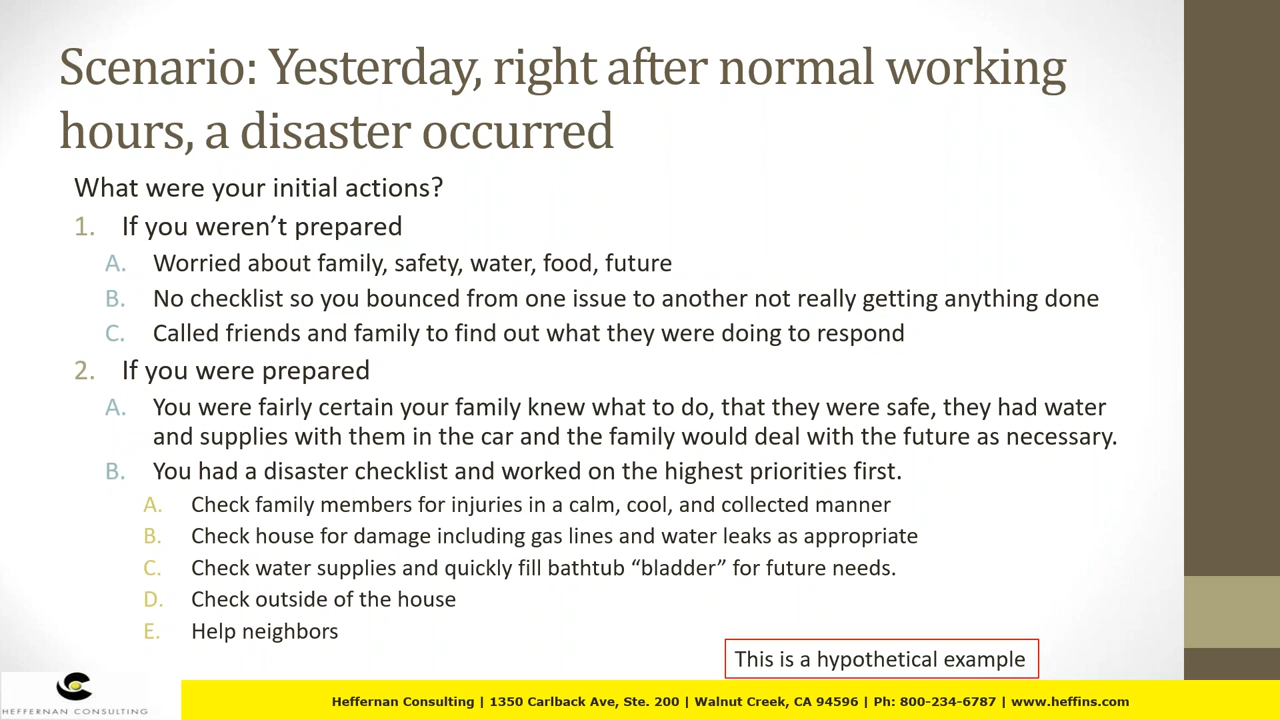 Scenario: Yesterday, right after normal working
hours, a disaster occurred
What were your initial actions?
1. If you weren’t prepared
A. Worried about family, safety, water, food, future
B. No checklist so you bounced from one issue to another not really getting anything done
C. Called friends and family to find out what they were doing to respond
2. If you were prepared
A. You were fairly certain your family knew what to do, that they were safe, they had water
and supplies with them in the car and the family would deal with the future as necessary.
B. You had a disaster checklist and worked on the highest priorities first.
A. Check family members for injuries in a calm, cool, and collected manner
B. Check house for damage including gas lines and water leaks as appropriate
C. Check water supplies and quickly fill bathtub “bladder” for future needs.
D. Check outside of the house
E. Help neighbors
This is a hypothetical example
HEFFERNAN CONSULTING
Heffernan Consulting | 1350 Carlback Ave, Ste. 200 | Walnut Creek, CA 94596 | Ph: 800-234-6787 | www.heffins.com